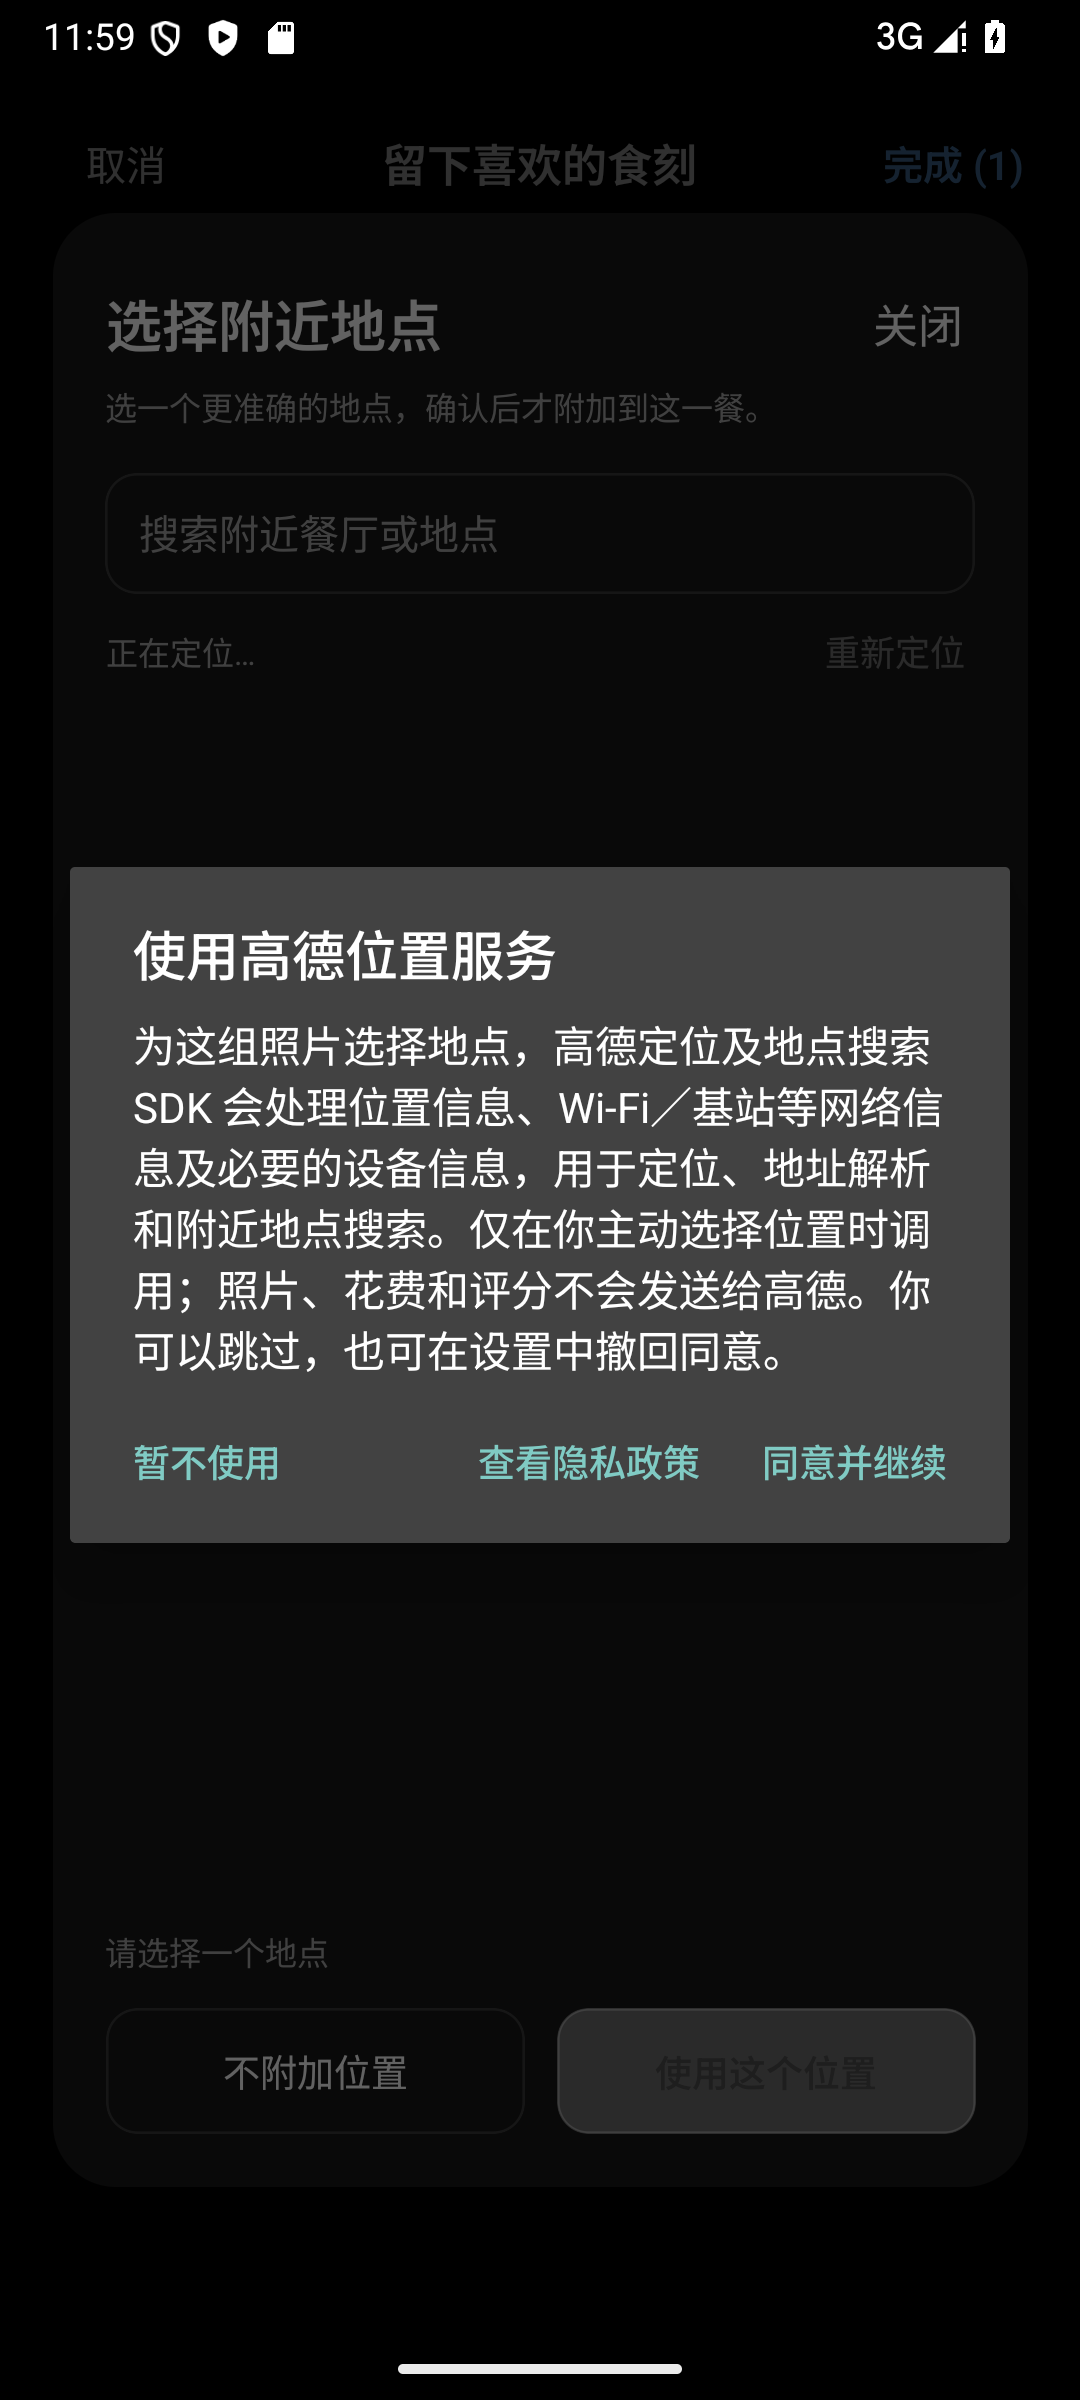 11:59
3G
取消
留下喜欢的食刻
完成 (1)
选择附近地点
关闭
选一个更准确的地点，确认后才附加到这一餐。
搜索附近餐厅或地点
正在定位...
重新定位
使用高德位置服务
为这组照片选择地点，高德定位及地点搜索
SDK 会处理位置信息、Wi-Fi／基站等网络信
息及必要的设备信息，用于定位、地址解析
和附近地点搜索。仅在你主动选择位置时调
用；照片、花费和评分不会发送给高德。你
可以跳过，也可在设置中撤回同意。
暂不使用
查看隐私政策
同意并继续
请选择一个地点
不附加位置
使用这个位置